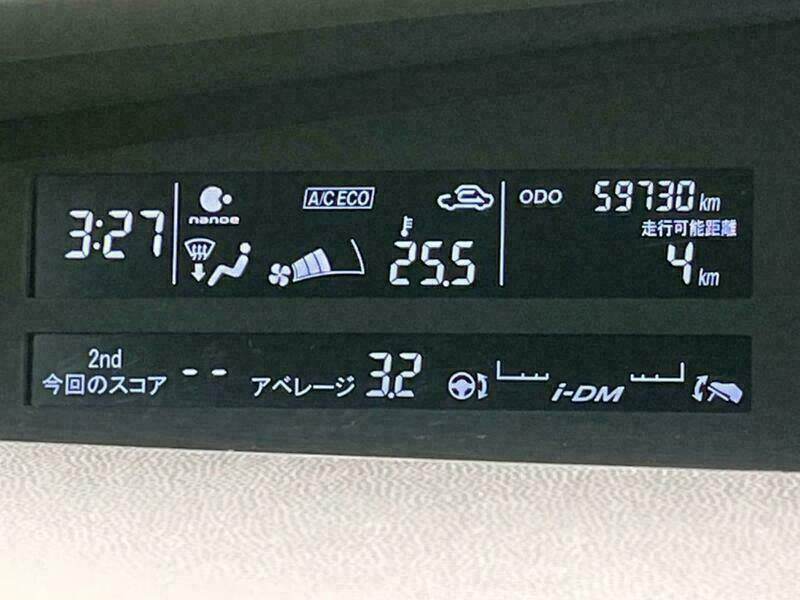 3:27
nanoe
A/C ECO
25.5
ODO 59730 km
走行可能距離
4 km
2nd
今回のスコア --
アベレージ 3.2
i-DM